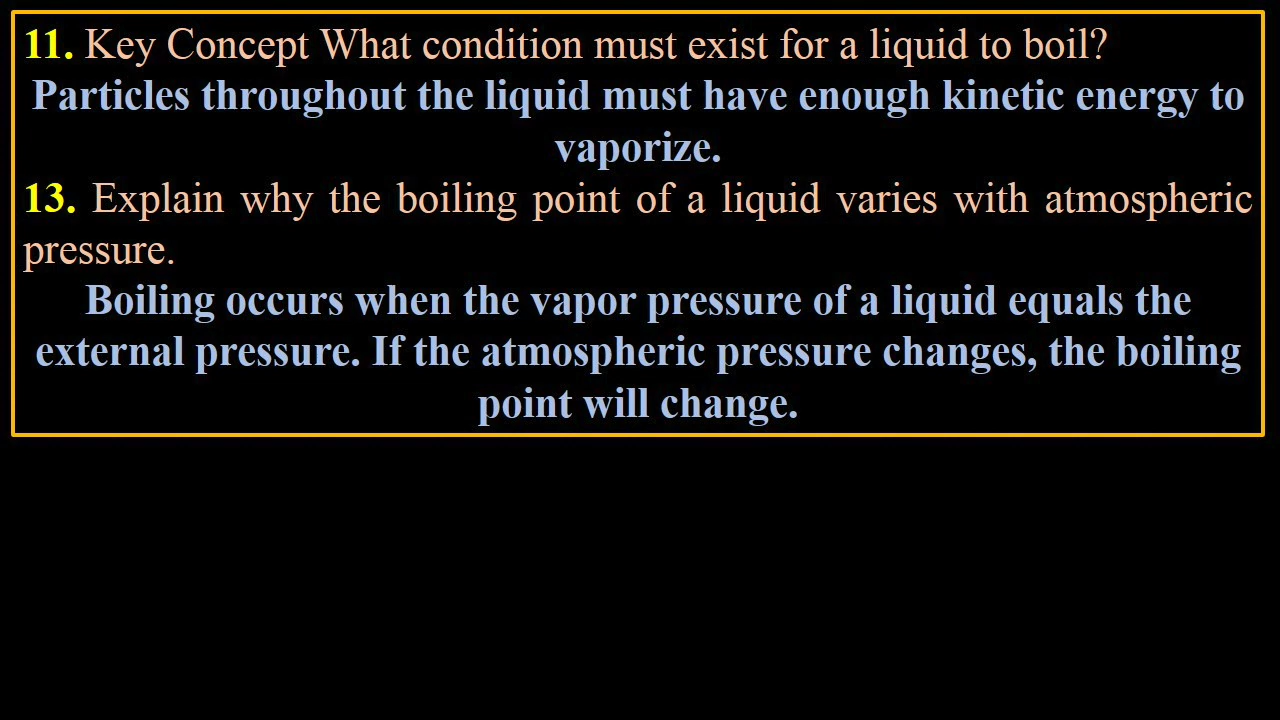 11. Key Concept What condition must exist for a liquid to boil?
Particles throughout the liquid must have enough kinetic energy to
vaporize.
13. Explain why the boiling point of a liquid varies with atmospheric
pressure.
Boiling occurs when the vapor pressure of a liquid equals the
external pressure. If the atmospheric pressure changes, the boiling
point will change.